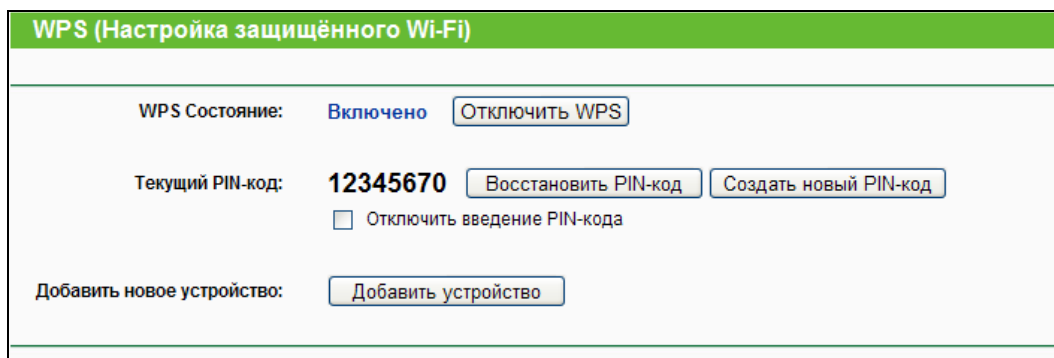 WPS (Настройка защищённого Wi-Fi)
WPS Состояние: Включено Отключить WPS
Текущий PIN-код: 12345670 Восстановить PIN-код Создать новый PIN-код
Отключить введение PIN-кода
Добавить новое устройство: Добавить устройство